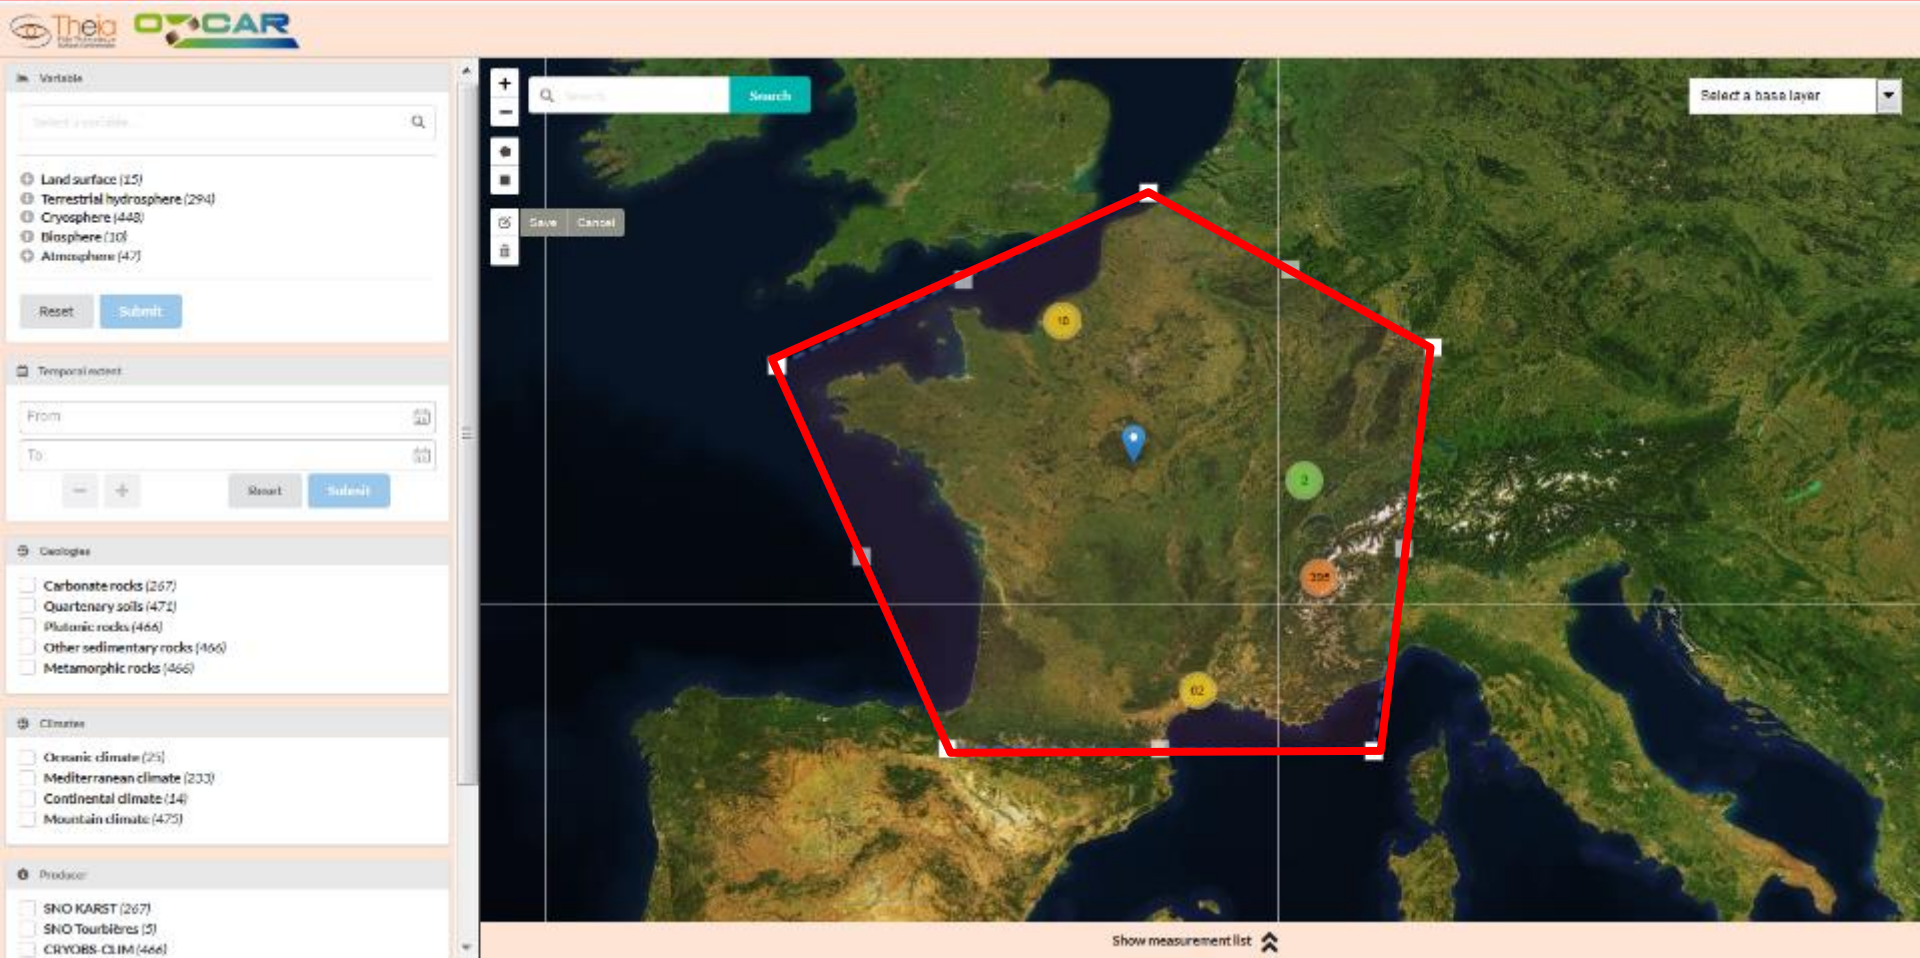 Theia OZCAR
Variable
Select a variable...
Land surface (15)
Terrestrial hydrosphere (294)
Cryosphere (448)
Biosphere (10)
Atmosphere (47)
Reset Submit
Temporal extent
From
To
Reset Submit
Geologies
Carbonate rocks (267)
Quartenary soils (471)
Plutonic rocks (466)
Other sedimentary rocks (466)
Metamorphic rocks (466)
Climates
Oceanic climate (25)
Mediterranean climate (233)
Continental climate (14)
Mountain climate (475)
Producer
SNO KARST (267)
SNO Tourbières (5)
CRYOBS-CLIM (466)
+
−
Search
Save Cancel
Select a base layer
2
Show measurement list